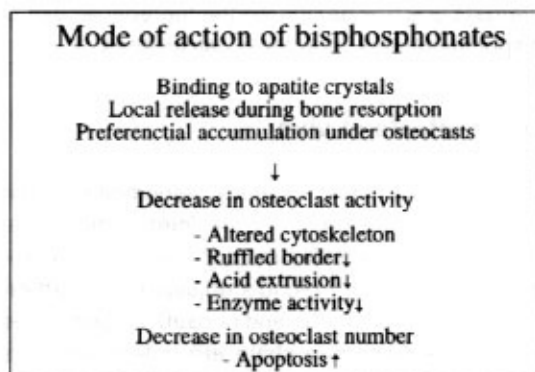 Mode of action of bisphosphonates
Binding to apatite crystals
Local release during bone resorption
Preferenctial accumulation under osteocasts
↓
Decrease in osteoclast activity
- Altered cytoskeleton
- Ruffled border↓
- Acid extrusion↓
- Enzyme activity↓
Decrease in osteoclast number
- Apoptosis↑